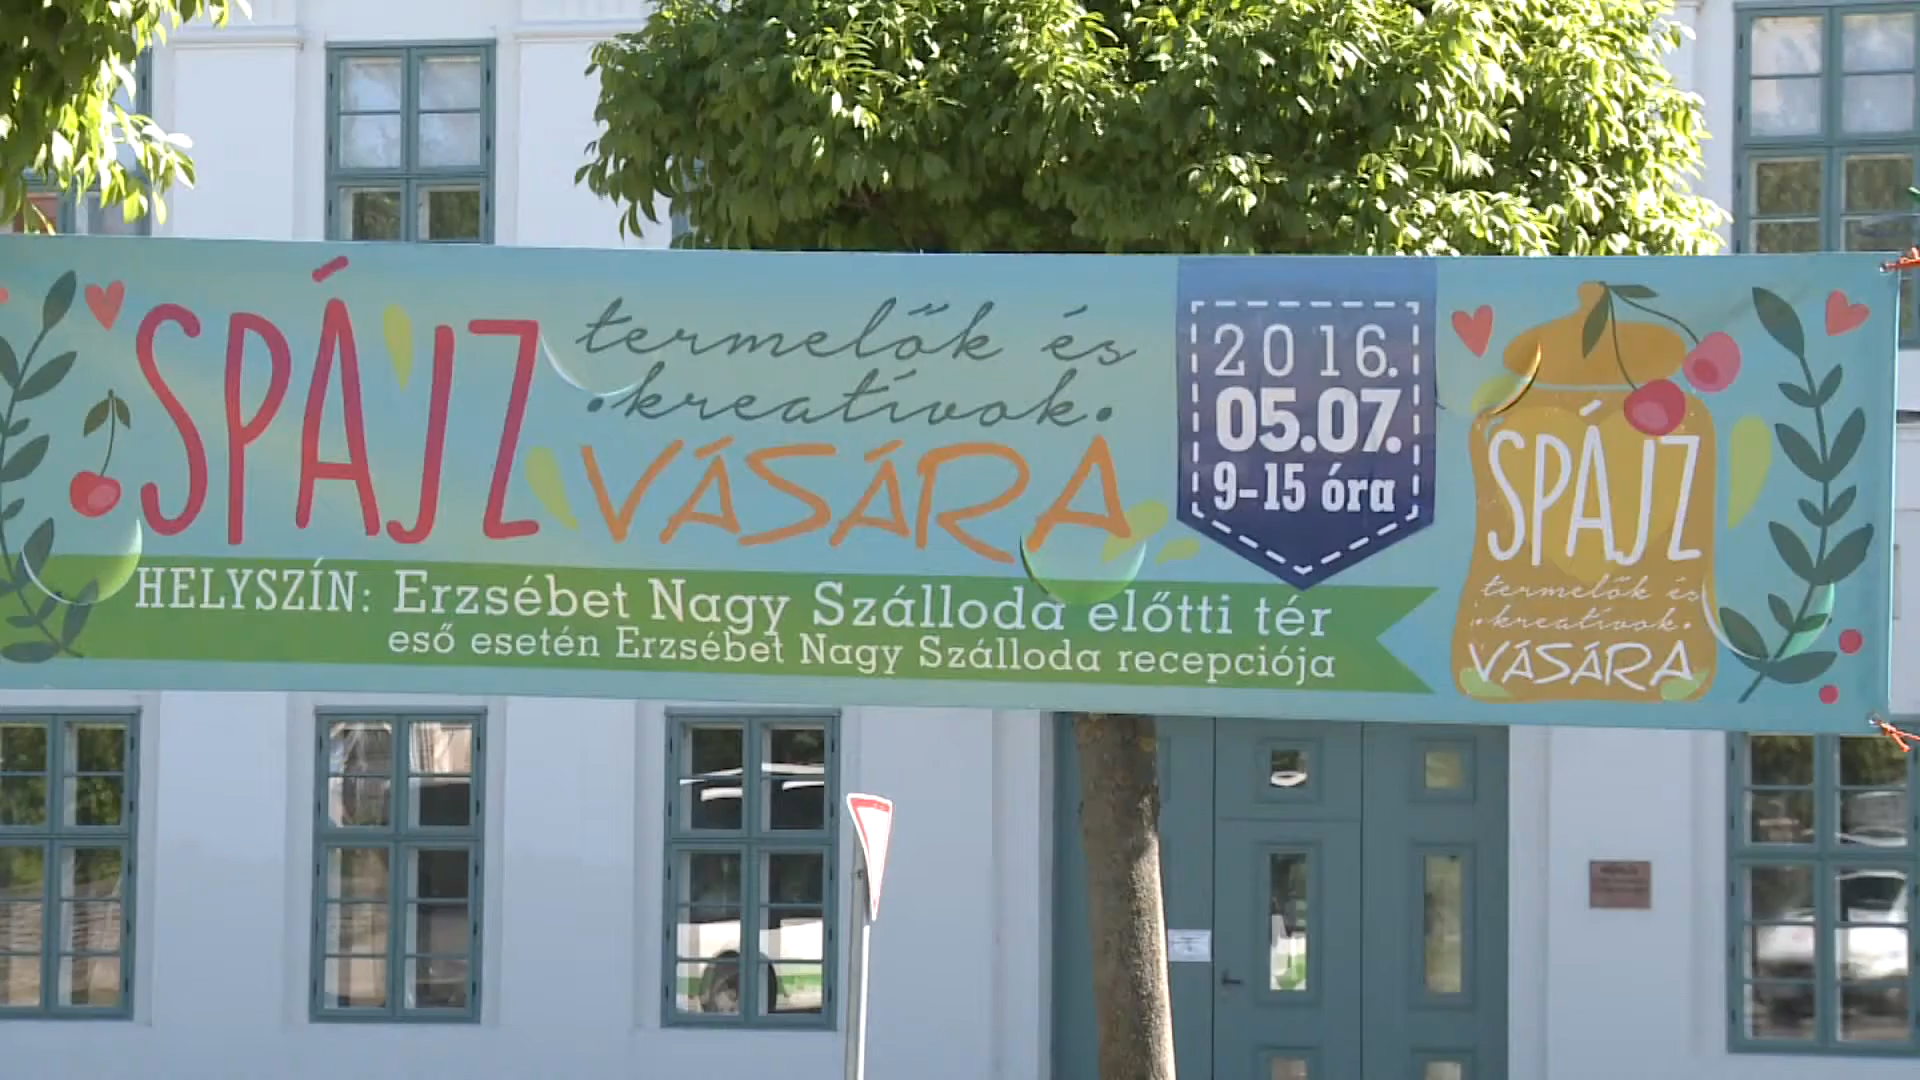 SPÁJZ
termelők és
•kreatívok•
VÁSÁRA
2016.
05.07.
9-15 óra
HELYSZÍN: Erzsébet Nagy Szálloda előtti tér
eső esetén Erzsébet Nagy Szálloda recepciója
SPÁJZ
termelők és
•kreatívok•
VÁSÁRA